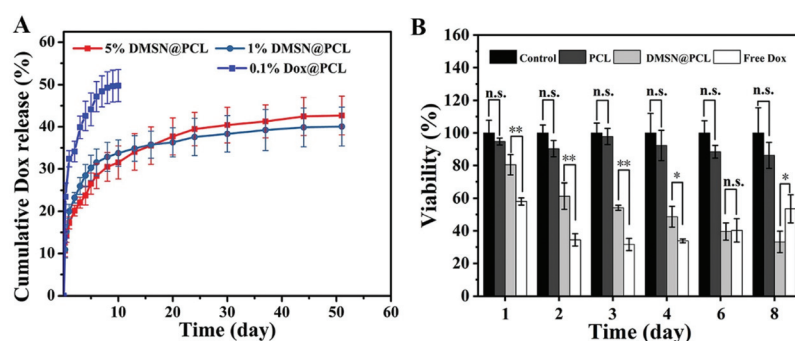 A
5% DMSN@PCL
1% DMSN@PCL
0.1% Dox@PCL
Cumulative Dox release (%)
60
50
40
30
20
10
0
0
10
20
30
40
50
60
Time (day)
B
Control
PCL
DMSN@PCL
Free Dox
Viability (%)
160
140
120
100
80
60
40
20
0
n.s.
**
n.s.
**
n.s.
**
n.s.
*
n.s.
n.s.
n.s.
*
1
2
3
4
6
8
Time (day)